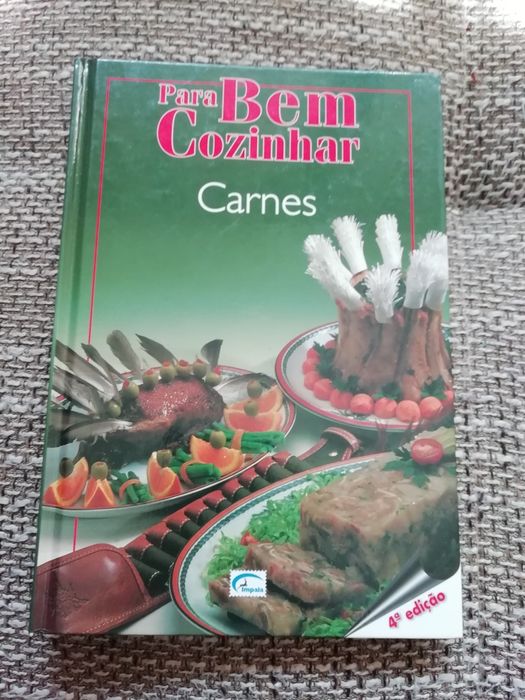 Para Bem
Cozinhar
Carnes
Impala
4ª edição